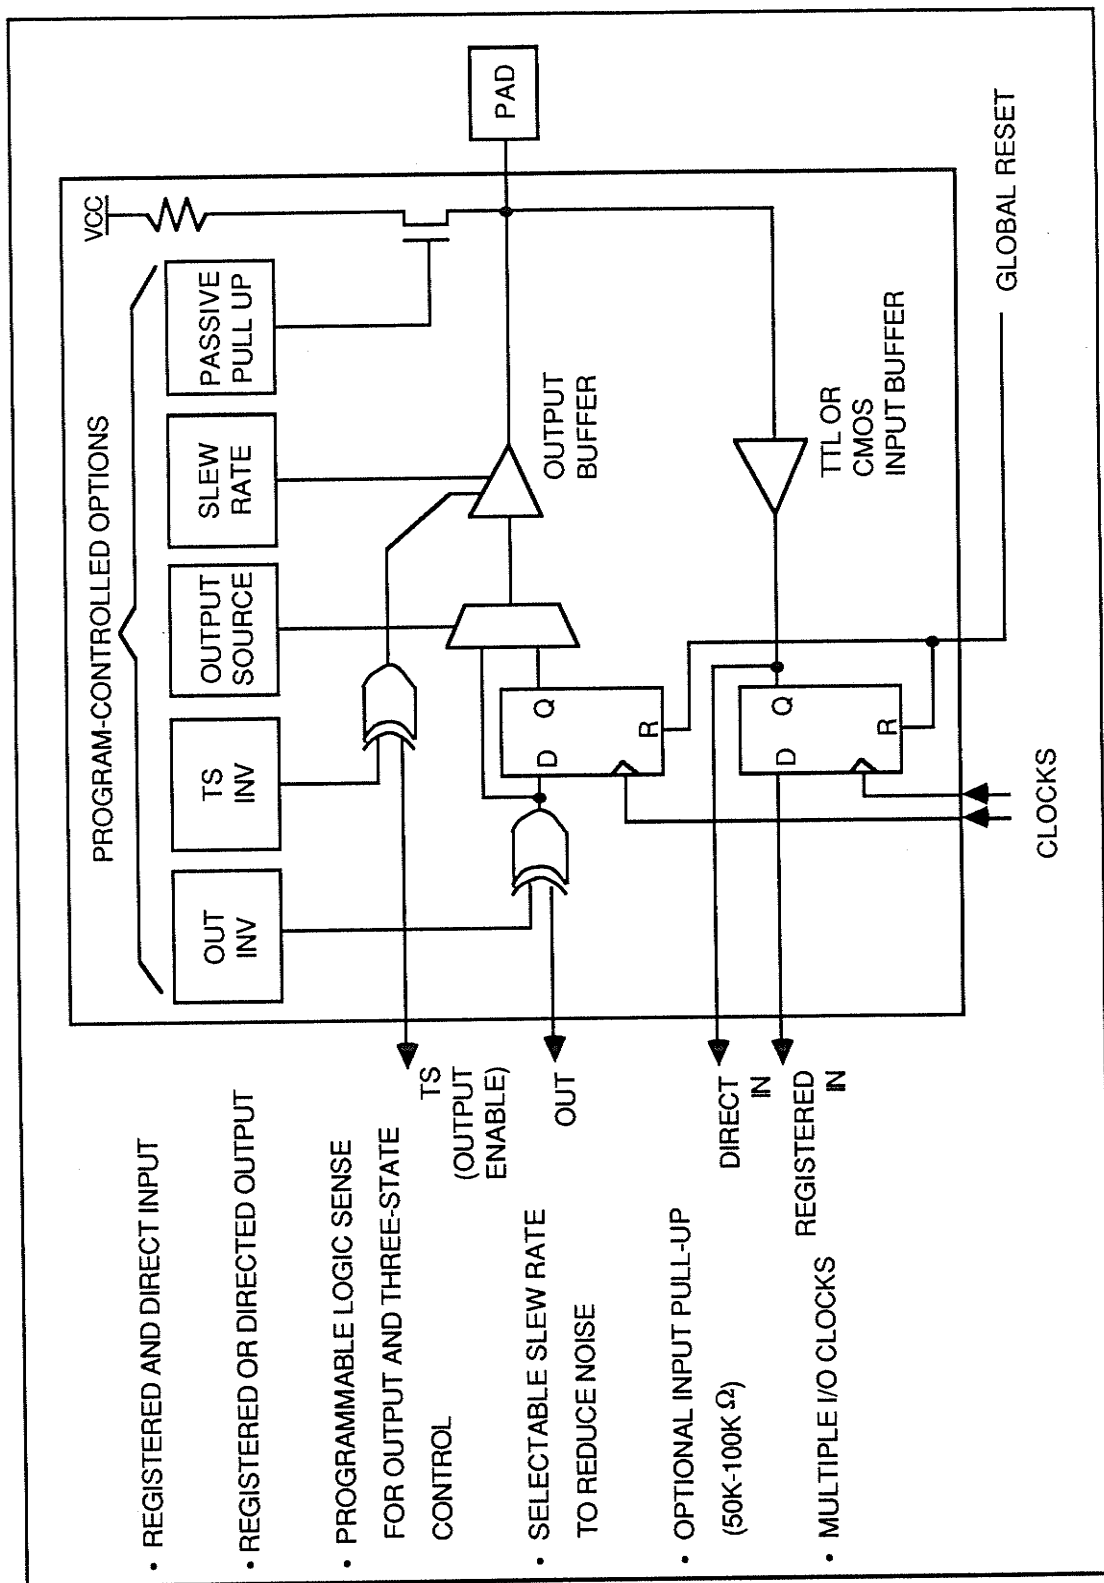 PROGRAM-CONTROLLED OPTIONS
VCC
OUT
INV
TS
INV
OUTPUT
SOURCE
SLEW
RATE
PASSIVE
PULL UP
PAD
OUTPUT
BUFFER
D
Q
R
TTL OR
CMOS
INPUT BUFFER
D
Q
R
TS
(OUTPUT
ENABLE)
OUT
DIRECT
IN
REGISTERED
IN
CLOCKS
GLOBAL RESET
• REGISTERED AND DIRECT INPUT
• REGISTERED OR DIRECTED OUTPUT
• PROGRAMMABLE LOGIC SENSE
FOR OUTPUT AND THREE-STATE
CONTROL
• SELECTABLE SLEW RATE
TO REDUCE NOISE
• OPTIONAL INPUT PULL-UP
(50K-100K Ω)
• MULTIPLE I/O CLOCKS